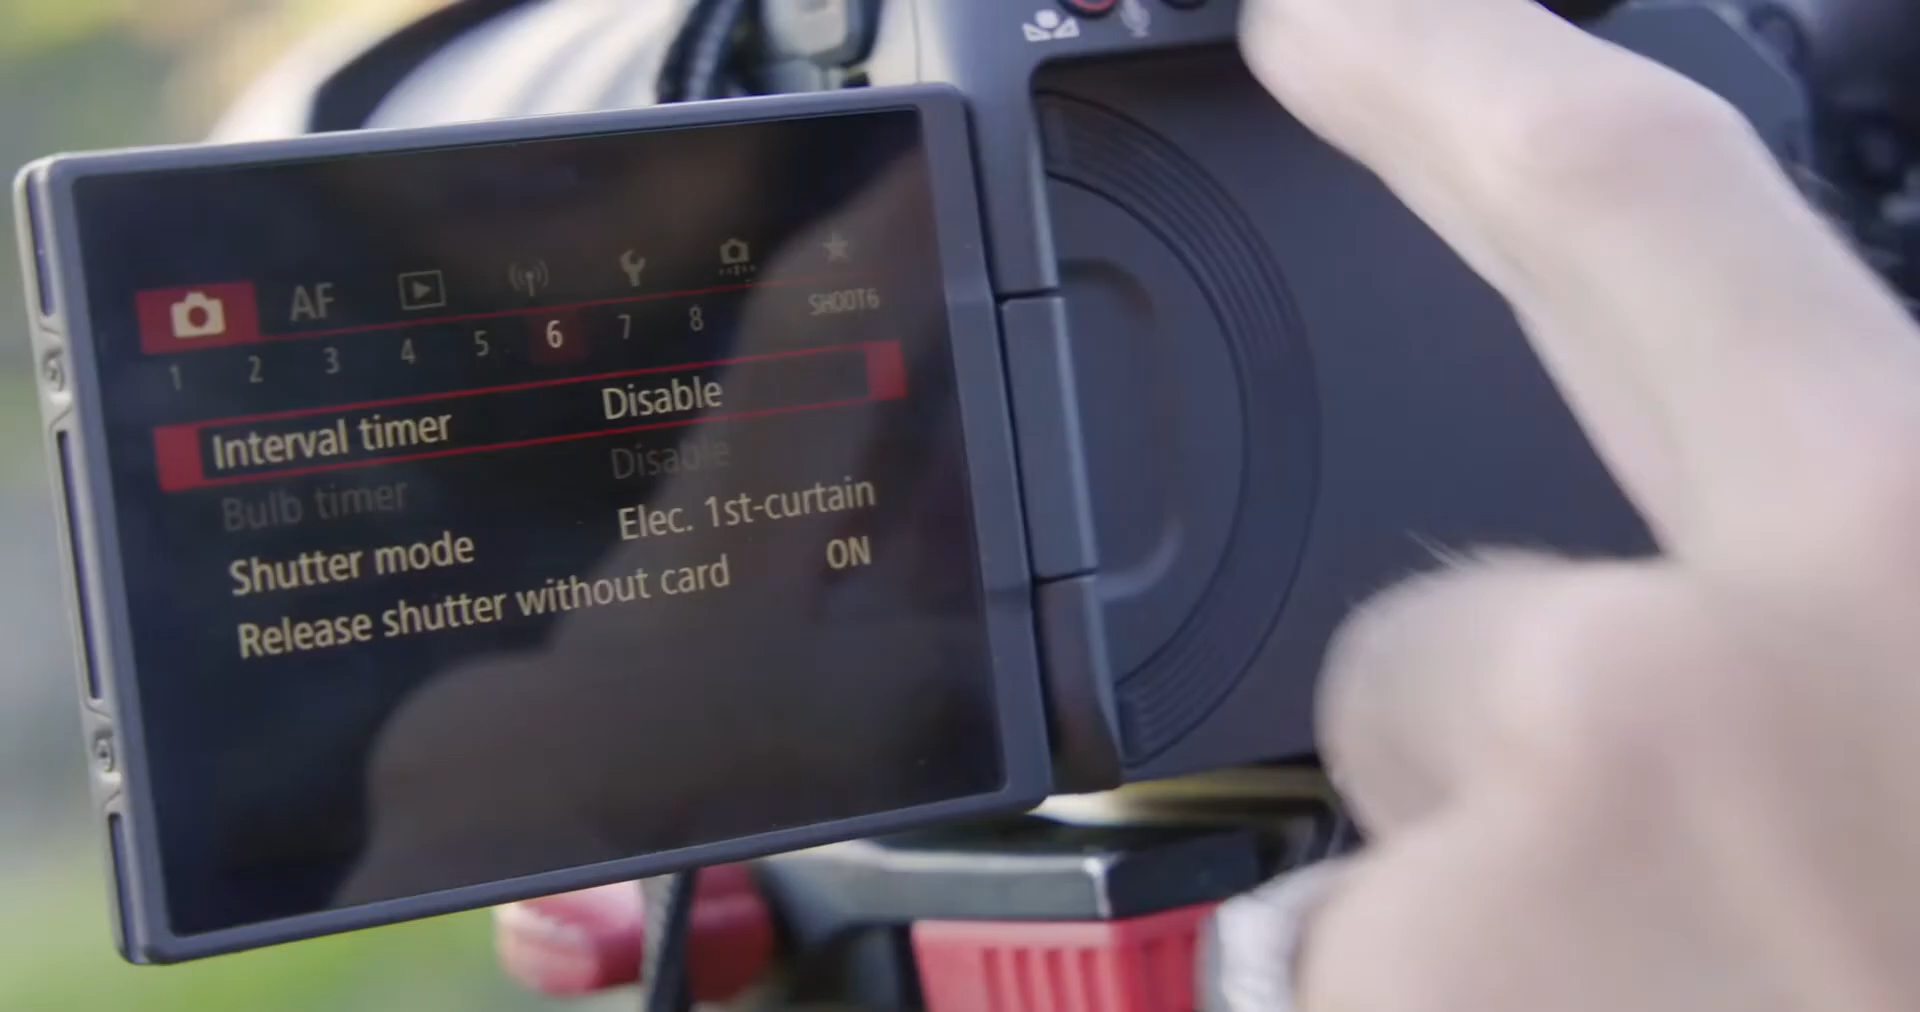 AF
SHOOT6
1 2 3 4 5 6 7 8
Interval timer Disable
Bulb timer Disable
Shutter mode Elec. 1st-curtain
Release shutter without card ON